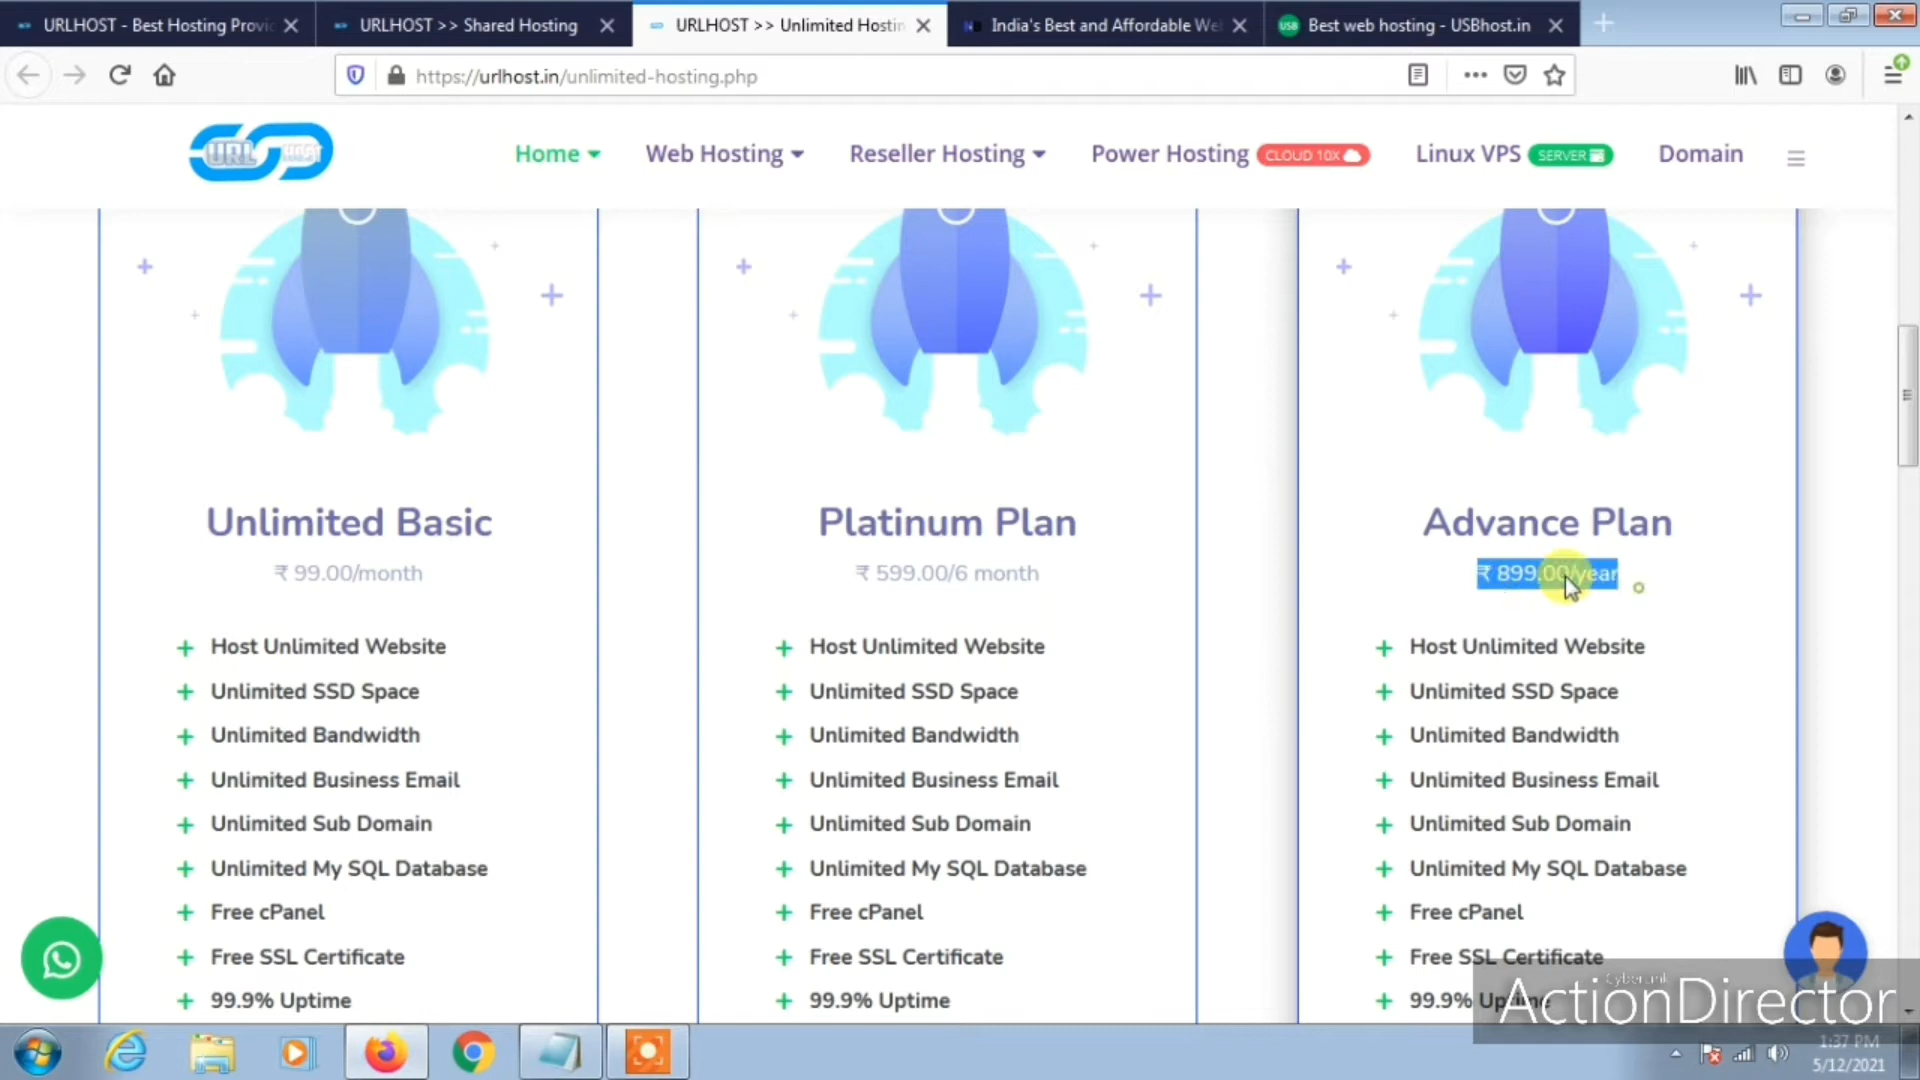 URLHOST - Best Hosting Provi
URLHOST >> Shared Hosting
URLHOST >> Unlimited Hostin
India's Best and Affordable We
USB
Best web hosting - USBhost.in
https://urlhost.in/unlimited-hosting.php
URL HOST
Home
Web Hosting
Reseller Hosting
Power Hosting CLOUD 10X
Linux VPS SERVER
Domain
Unlimited Basic
₹ 99.00/month
Host Unlimited Website
Unlimited SSD Space
Unlimited Bandwidth
Unlimited Business Email
Unlimited Sub Domain
Unlimited My SQL Database
Free cPanel
Free SSL Certificate
99.9% Uptime
Platinum Plan
₹ 599.00/6 month
Host Unlimited Website
Unlimited SSD Space
Unlimited Bandwidth
Unlimited Business Email
Unlimited Sub Domain
Unlimited My SQL Database
Free cPanel
Free SSL Certificate
99.9% Uptime
Advance Plan
₹ 899.00/year
Host Unlimited Website
Unlimited SSD Space
Unlimited Bandwidth
Unlimited Business Email
Unlimited Sub Domain
Unlimited My SQL Database
Free cPanel
Free SSL Certificate
99.9% Uptime
CyberLink
ActionDirector
1:37 PM
5/12/2021